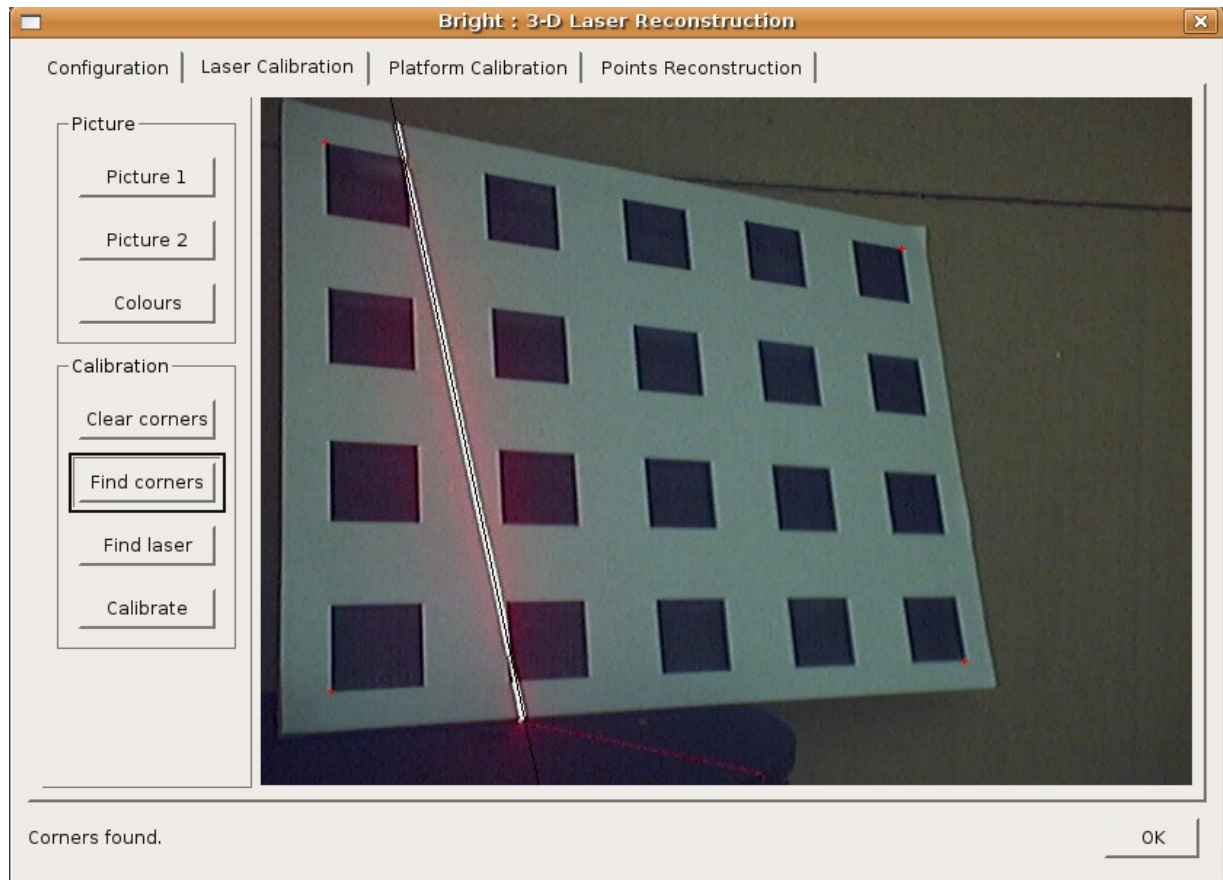 Bright : 3-D Laser Reconstruction
Configuration Laser Calibration Platform Calibration Points Reconstruction
Picture
Picture 1
Picture 2
Colours
Calibration
Clear corners
Find corners
Find laser
Calibrate
Corners found.
OK